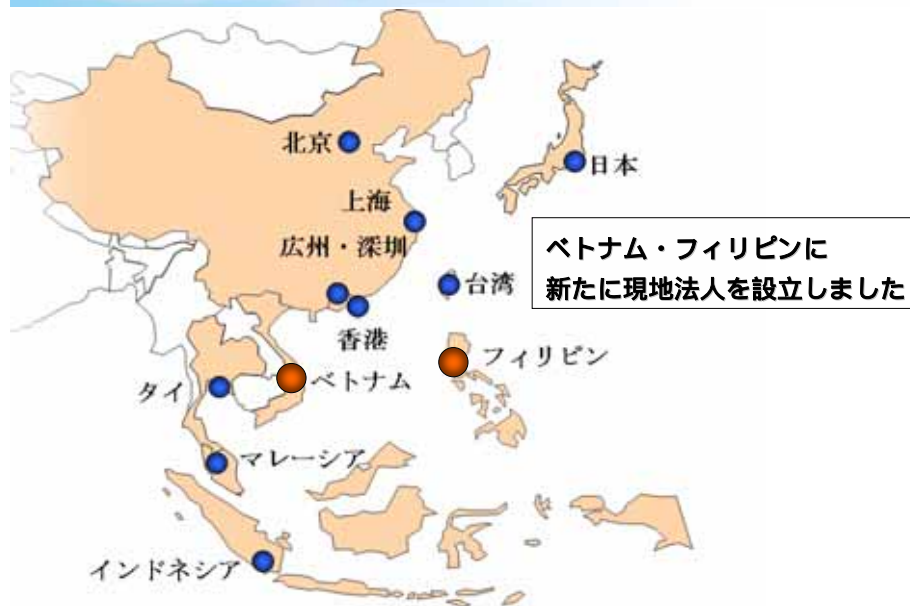 北京
日本
上海
広州・深圳
ベトナム・フィリピンに
新たに現地法人を設立しました
台湾
香港
フィリピン
タイ
ベトナム
マレーシア
インドネシア